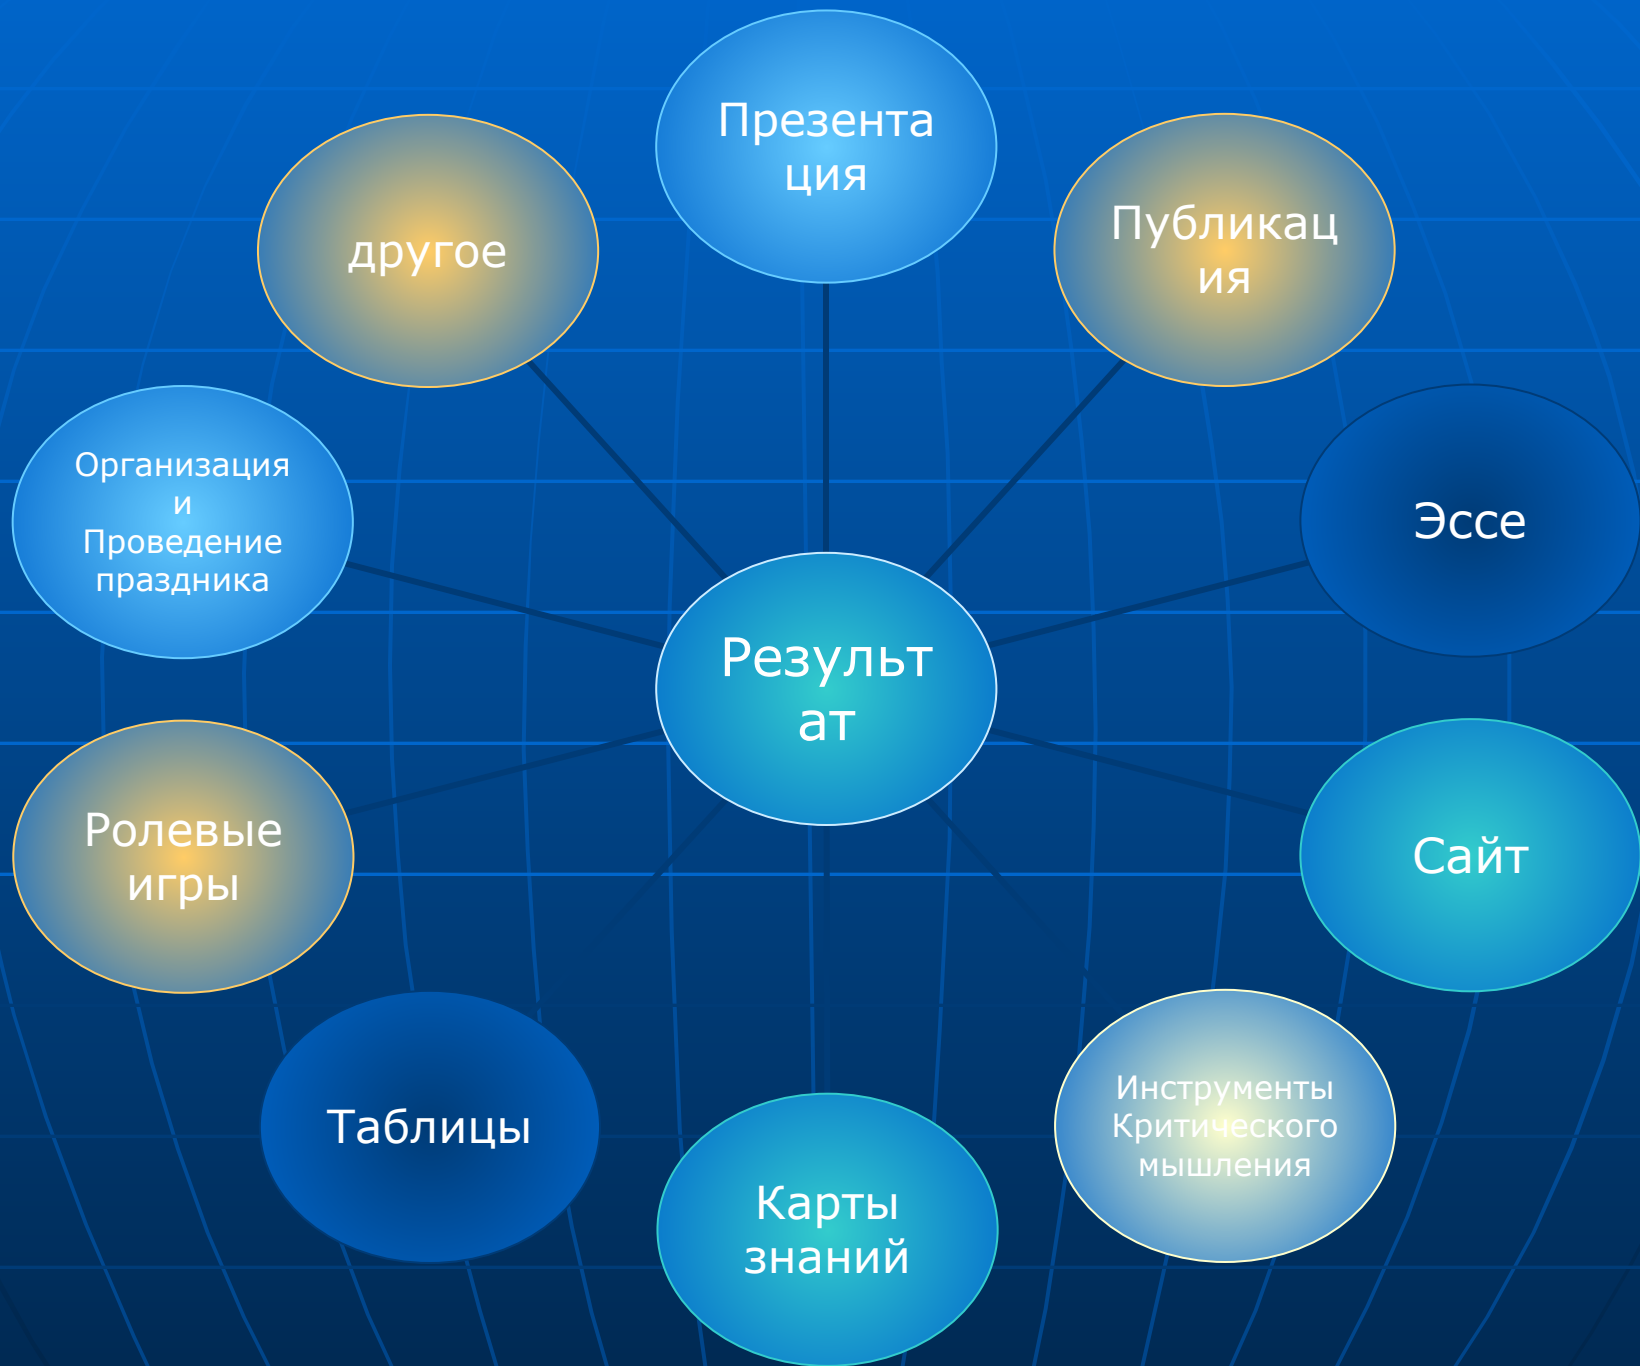 Презента
ция
Публикац
ия
другое
Эссе
Организация
и
Проведение
праздника
Результ
ат
Сайт
Ролевые
игры
Инструменты
Критического
мышления
Таблицы
Карты
знаний